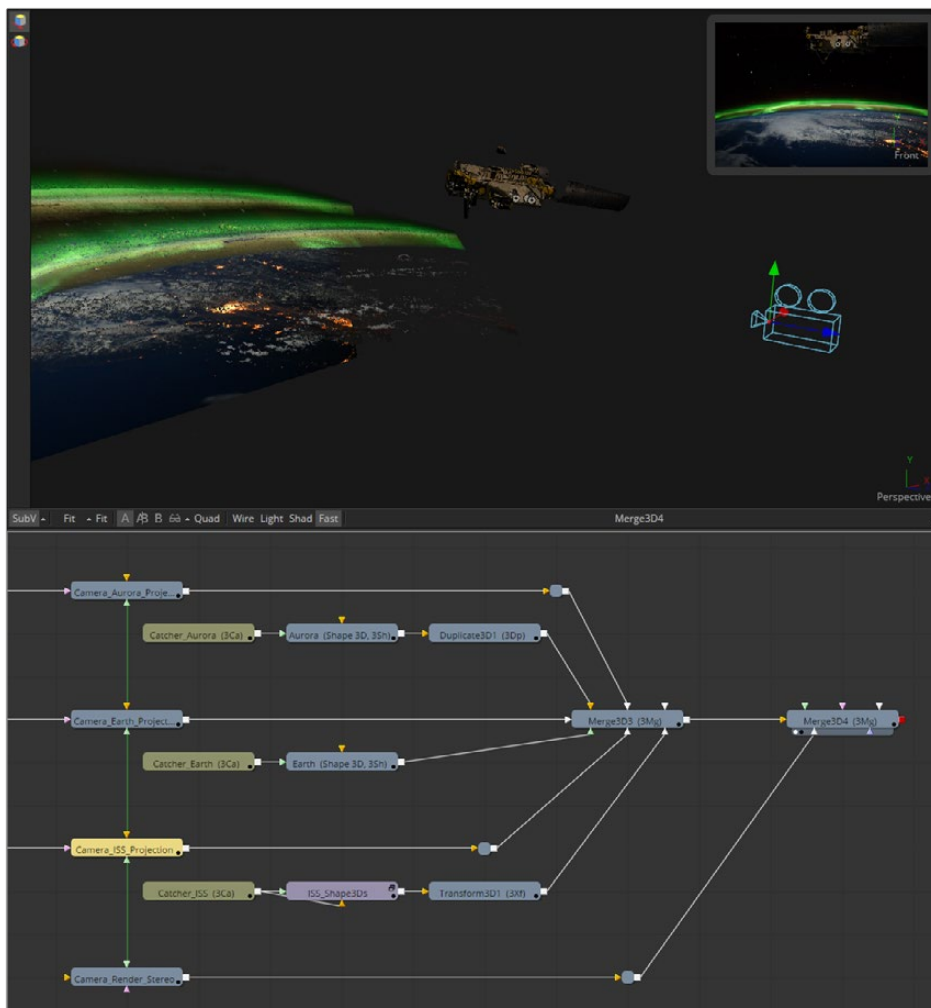 Front
Y
X
Perspective
SubV Fit Fit A A/B B Quad Wire Light Shad Fast Merge3D4
Camera_Aurora_Proje...
Catcher_Aurora (3Ca) Aurora (Shape 3D, 3Sh) Duplicate3D1 (3Dp)
Camera_Earth_Project... Merge3D3 (3Mg) Merge3D4 (3Mg)
Catcher_Earth (3Ca) Earth (Shape 3D, 3Sh)
Camera_ISS_Projection
Catcher_ISS (3Ca) ISS_Shape3Ds Transform3D1 (3Xf)
Camera_Render_Stereo